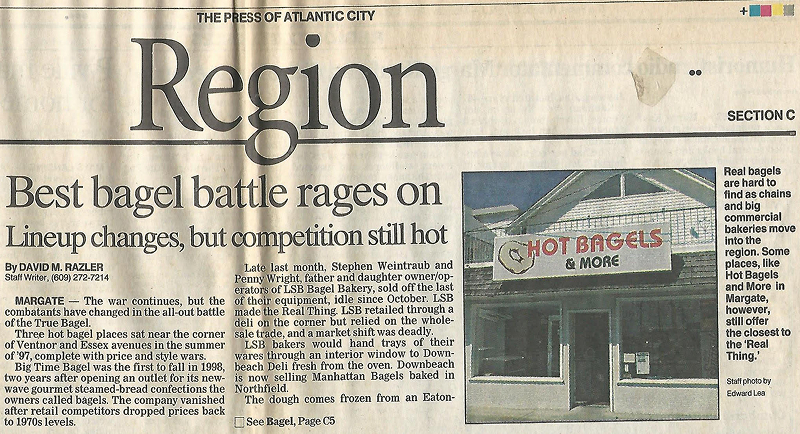 THE PRESS OF ATLANTIC CITY
Region
SECTION C
Best bagel battle rages on
Lineup changes, but competition still hot
By DAVID M. RAZLER
Staff Writer, (609) 272-7214
MARGATE — The war continues, but the
combatants have changed in the all-out battle
of the True Bagel.
Three hot bagel places sat near the corner
of Ventnor and Essex avenues in the summer
of '97, complete with price and style wars.
Big Time Bagel was the first to fall in 1998,
two years after opening an outlet for its new-
wave gourmet steamed-bread confections the
owners called bagels. The company vanished
after retail competitors dropped prices back
to 1970s levels.
Late last month, Stephen Weintraub and
Penny Wright, father and daughter owner/op-
erators of LSB Bagel Bakery, sold off the last
of their equipment, idle since October. LSB
made the Real Thing. LSB retailed through a
deli on the corner but relied on the whole-
sale trade, and a market shift was deadly.
LSB bakers would hand trays of their
wares through an interior window to Down-
beach Deli fresh from the oven. Downbeach
is now selling Manhattan Bagels baked in
Northfield.
The dough comes frozen from an Eaton-
See Bagel, Page C5
HOT BAGELS
& MORE
Real bagels
are hard to
find as chains
and big
commercial
bakeries move
into the
region. Some
places, like
Hot Bagels
and More in
Margate,
however,
still offer
the closest to
the 'Real
Thing.'
Staff photo by
Edward Lea